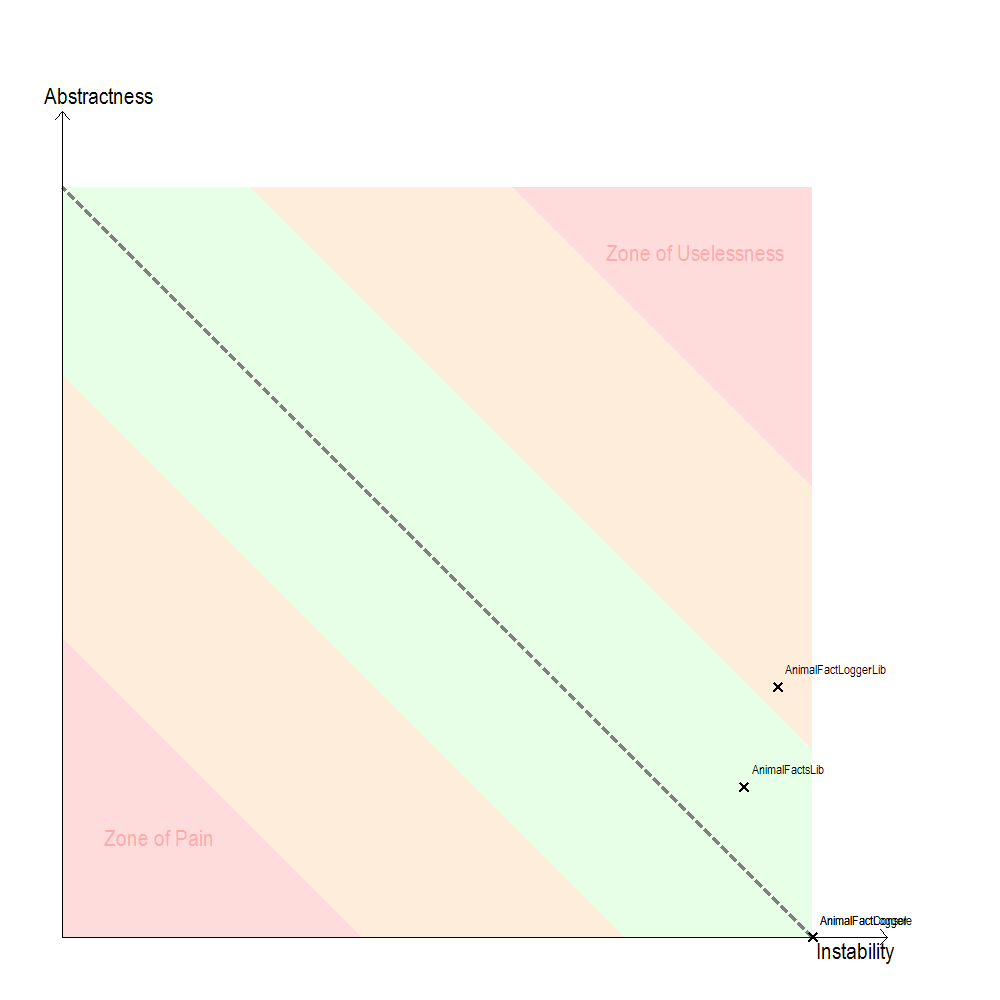 Abstractness
Zone of Uselessness
AnimalFactLoggerLib
AnimalFactsLib
Zone of Pain
Instability